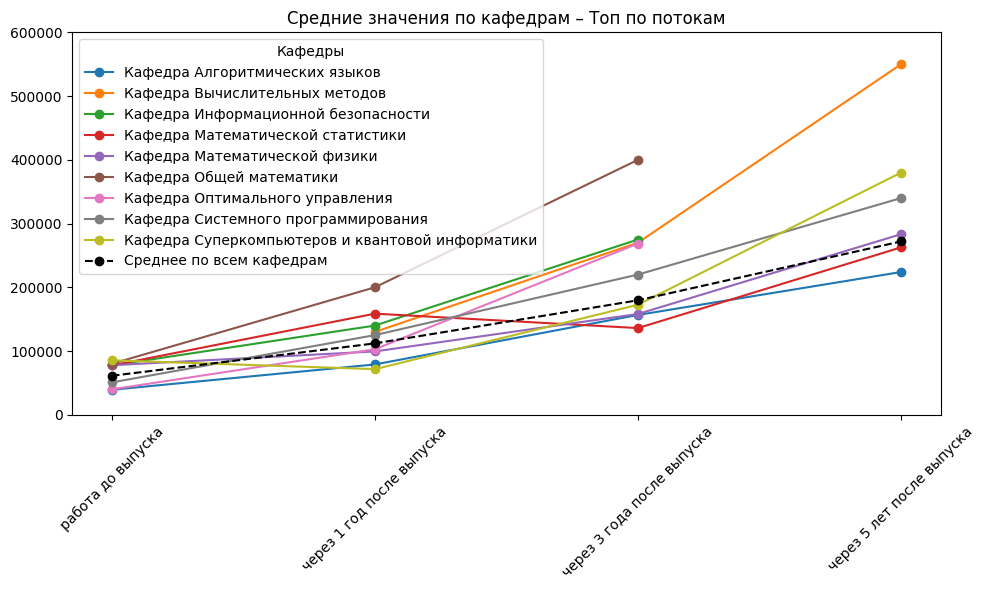 Средние значения по кафедрам – Топ по потокам
600000
500000
400000
300000
200000
100000
0
Кафедры
Кафедра Алгоритмических языков
Кафедра Вычислительных методов
Кафедра Информационной безопасности
Кафедра Математической статистики
Кафедра Математической физики
Кафедра Общей математики
Кафедра Оптимального управления
Кафедра Системного программирования
Кафедра Суперкомпьютеров и квантовой информатики
Среднее по всем кафедрам
работа до выпуска
через 1 год после выпуска
через 3 года после выпуска
через 5 лет после выпуска